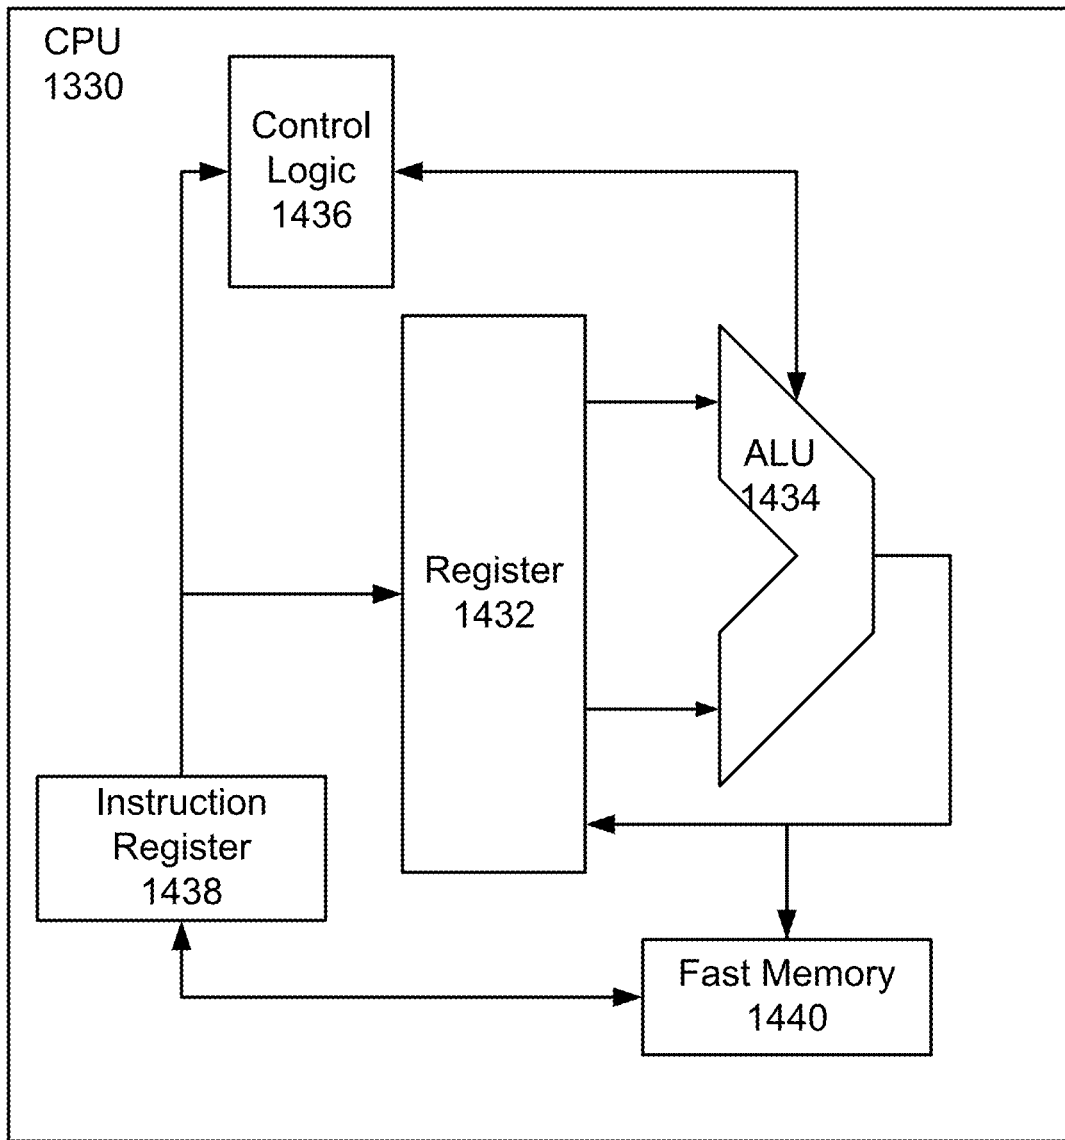 CPU
1330
Control
Logic
1436
ALU
1434
Register
1432
Instruction
Register
1438
Fast Memory
1440